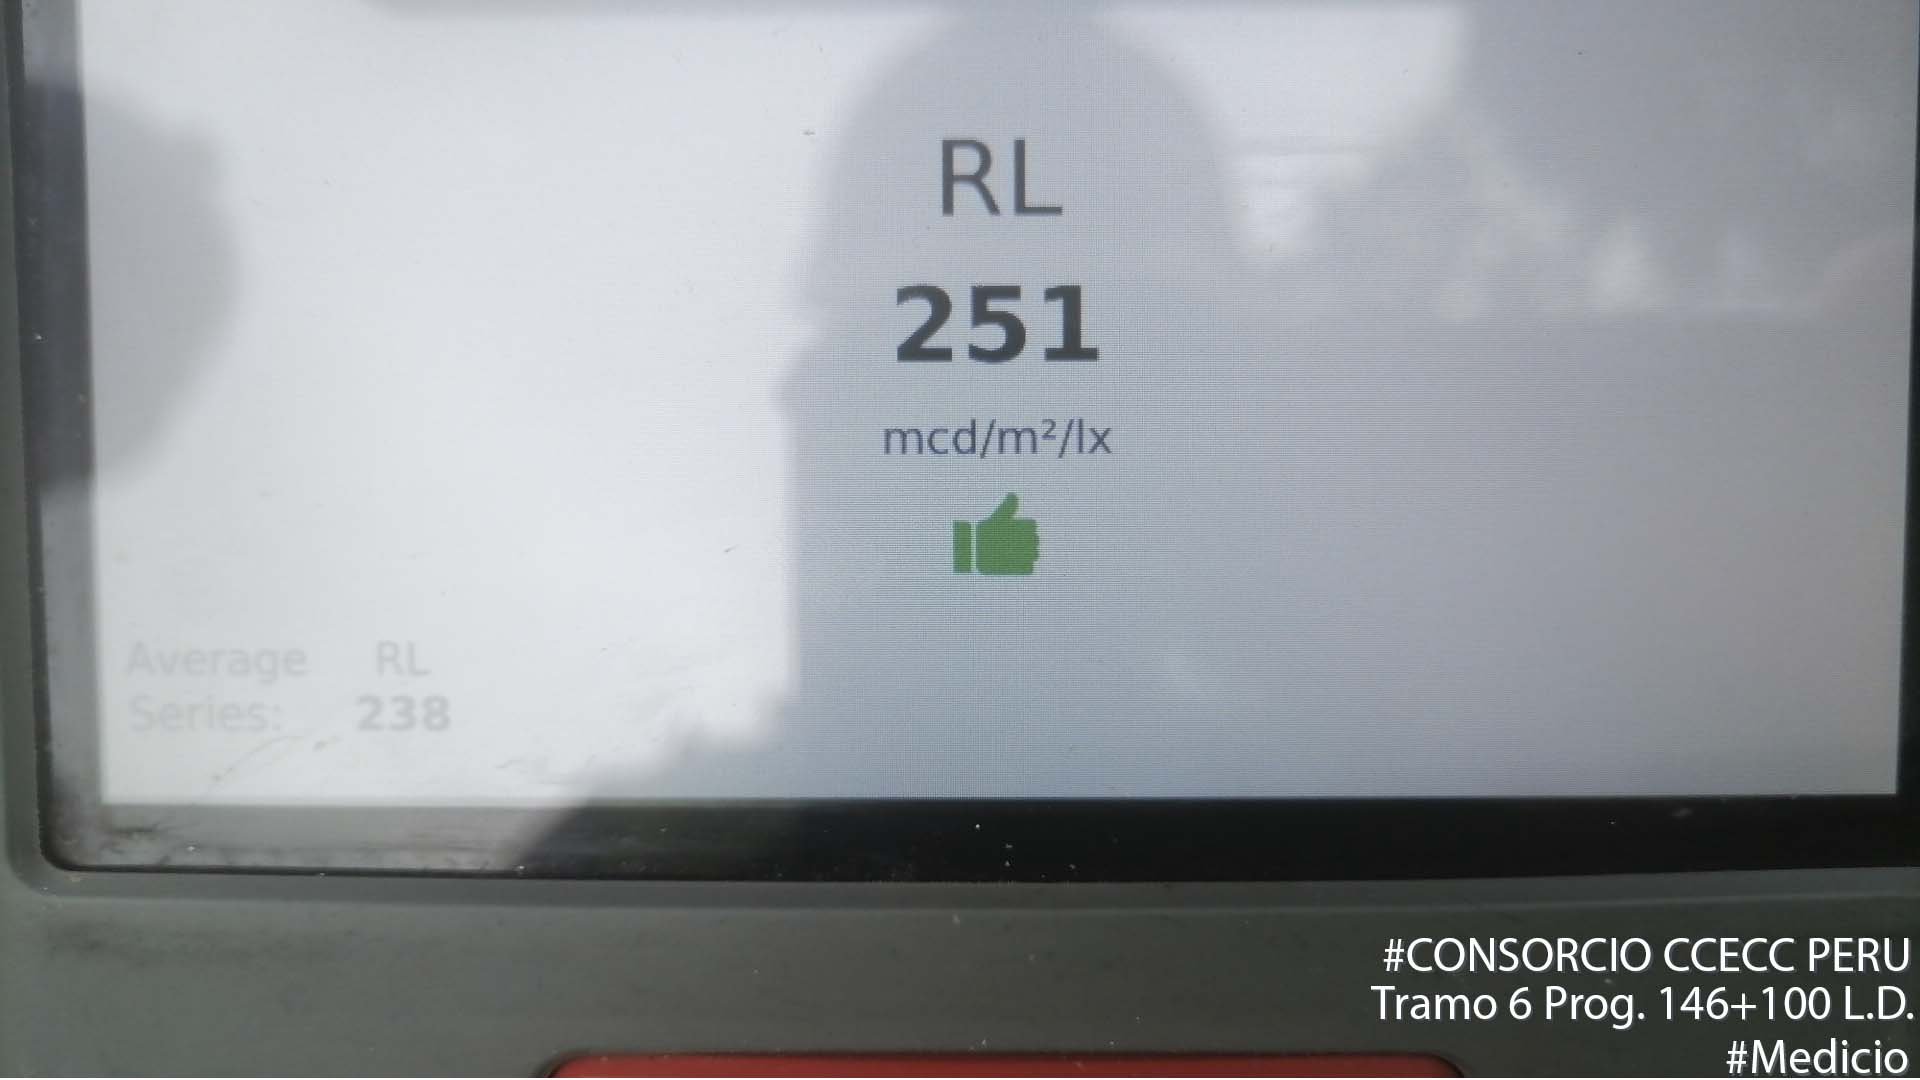 RL
251
mcd/m²/lx
Average RL
Series: 238
#CONSORCIO CCECC PERU
Tramo 6 Prog. 146+100 L.D.
#Medicio